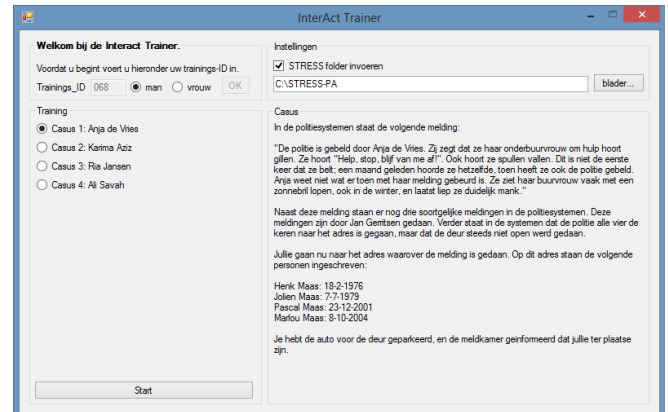 InterAct Trainer
Welkom bij de Interact Trainer.
Voordat u begint voert u hieronder uw trainings-ID in.
Trainings_ID 068 man vrouw OK
Training
Casus 1: Anja de Vries
Casus 2: Karima Aziz
Casus 3: Ria Jansen
Casus 4: Ali Savah
Start
Instellingen
STRESS folder invoeren
C:\STRESS-PA blader...
Casus
In de politiesystemen staat de volgende melding:
"De politie is gebeld door Anja de Vries. Zij zegt dat ze haar onderbuurvrouw om hulp hoort
gillen. Ze hoort "Help, stop, blijf van me af!". Ook hoort ze spullen vallen. Dit is niet de eerste
keer dat ze belt; een maand geleden hoorde ze hetzelfde, toen heeft ze ook de politie gebeld.
Anja weet niet wat er toen met haar melding gebeurd is. Ze ziet haar buurvrouw vaak met een
zonnebril lopen, ook in de winter, en laatst liep ze duidelijk mank."
Naast deze melding staan er nog drie soortgelijke meldingen in de politiesystemen. Deze
meldingen zijn door Jan Gerritsen gedaan. Verder staat in de systemen dat de politie alle vier de
keren naar het adres is gegaan, maar dat de deur steeds niet open werd gedaan.
Jullie gaan nu naar het adres waarover de melding is gedaan. Op dit adres staan de volgende
personen ingeschreven:
Henk Maas: 18-2-1976
Jolien Maas: 7-7-1979
Pascal Maas: 23-12-2001
Marlou Maas: 8-10-2004
Je hebt de auto voor de deur geparkeerd, en de meldkamer geinformeerd dat jullie ter plaatse
zijn.